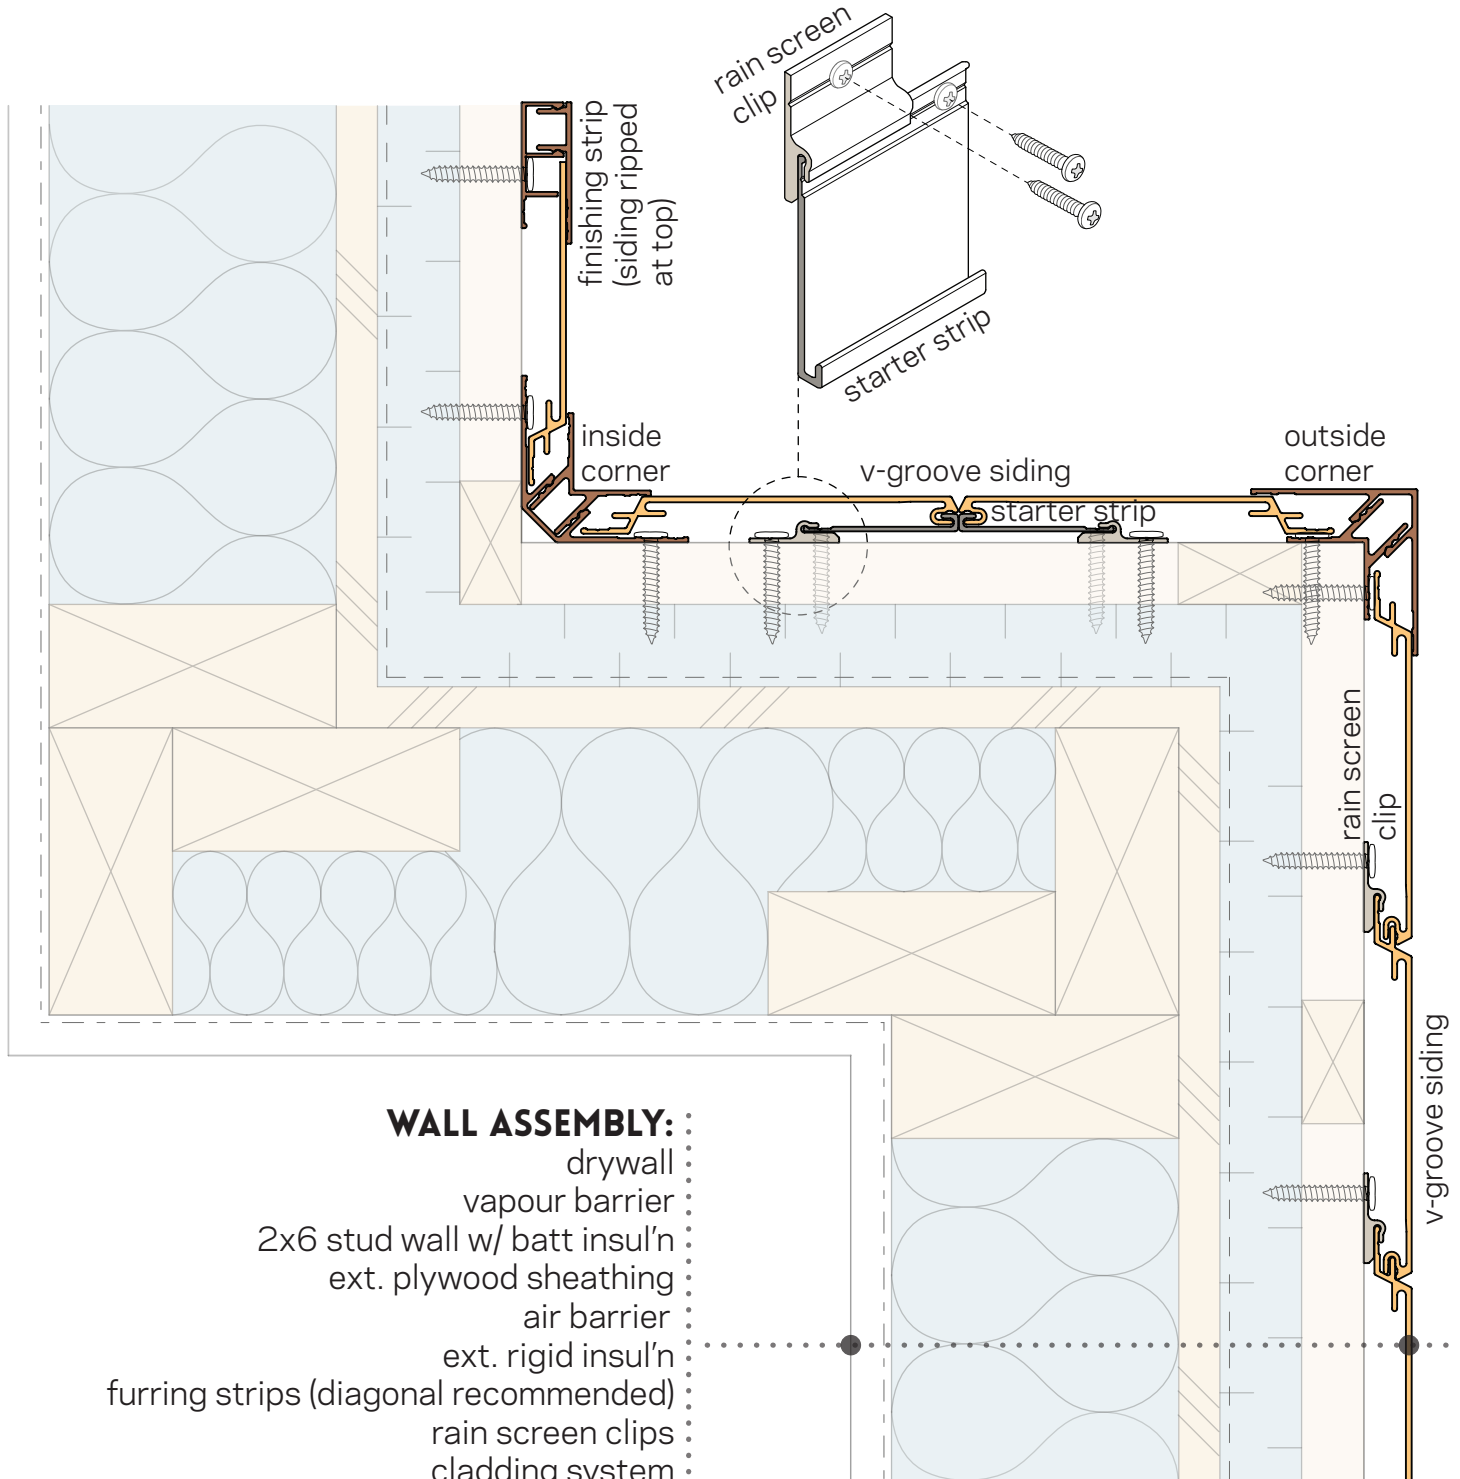 rain screen
clip
finishing strip
(siding ripped
at top)
starter strip
inside
corner
v-groove siding
outside
corner
starter strip
rain screen
clip
v-groove siding
WALL ASSEMBLY:
drywall
vapour barrier
2x6 stud wall w/ batt insul'n
ext. plywood sheathing
air barrier
ext. rigid insul'n
furring strips (diagonal recommended)
rain screen clips
cladding system